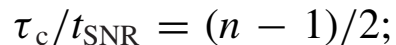 τc/tSNR = (n − 1)/2;